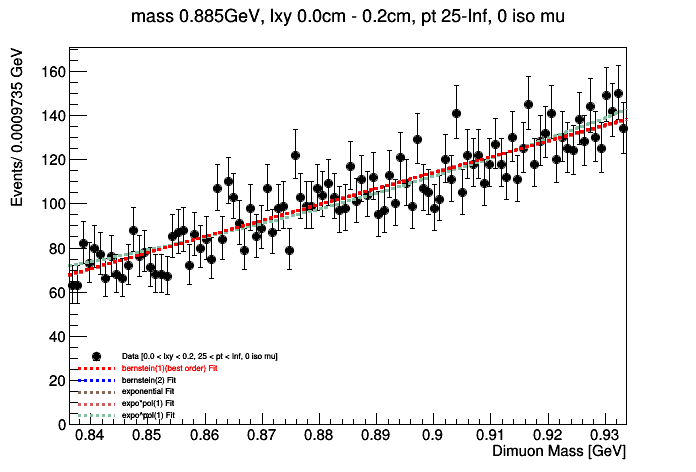 mass 0.885GeV, lxy 0.0cm - 0.2cm, pt 25-Inf, 0 iso mu
Events/ 0.0009735 GeV
160
140
120
100
80
60
40
20
0
Data [0.0 < lxy < 0.2, 25 < pt < Inf, 0 iso mu]
bernstein(1)(best order) Fit
bernstein(2) Fit
exponential Fit
expo*pol(1) Fit
expo^pol(1) Fit
0.84 0.85 0.86 0.87 0.88 0.89 0.9 0.91 0.92 0.93
Dimuon Mass [GeV]